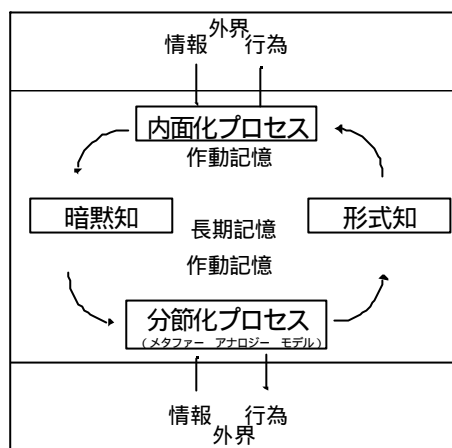 外界
情報 行為
内面化プロセス
作動記憶
暗黙知 長期記憶 形式知
作動記憶
分節化プロセス
(メタファー アナロジー モデル)
情報 行為
外界